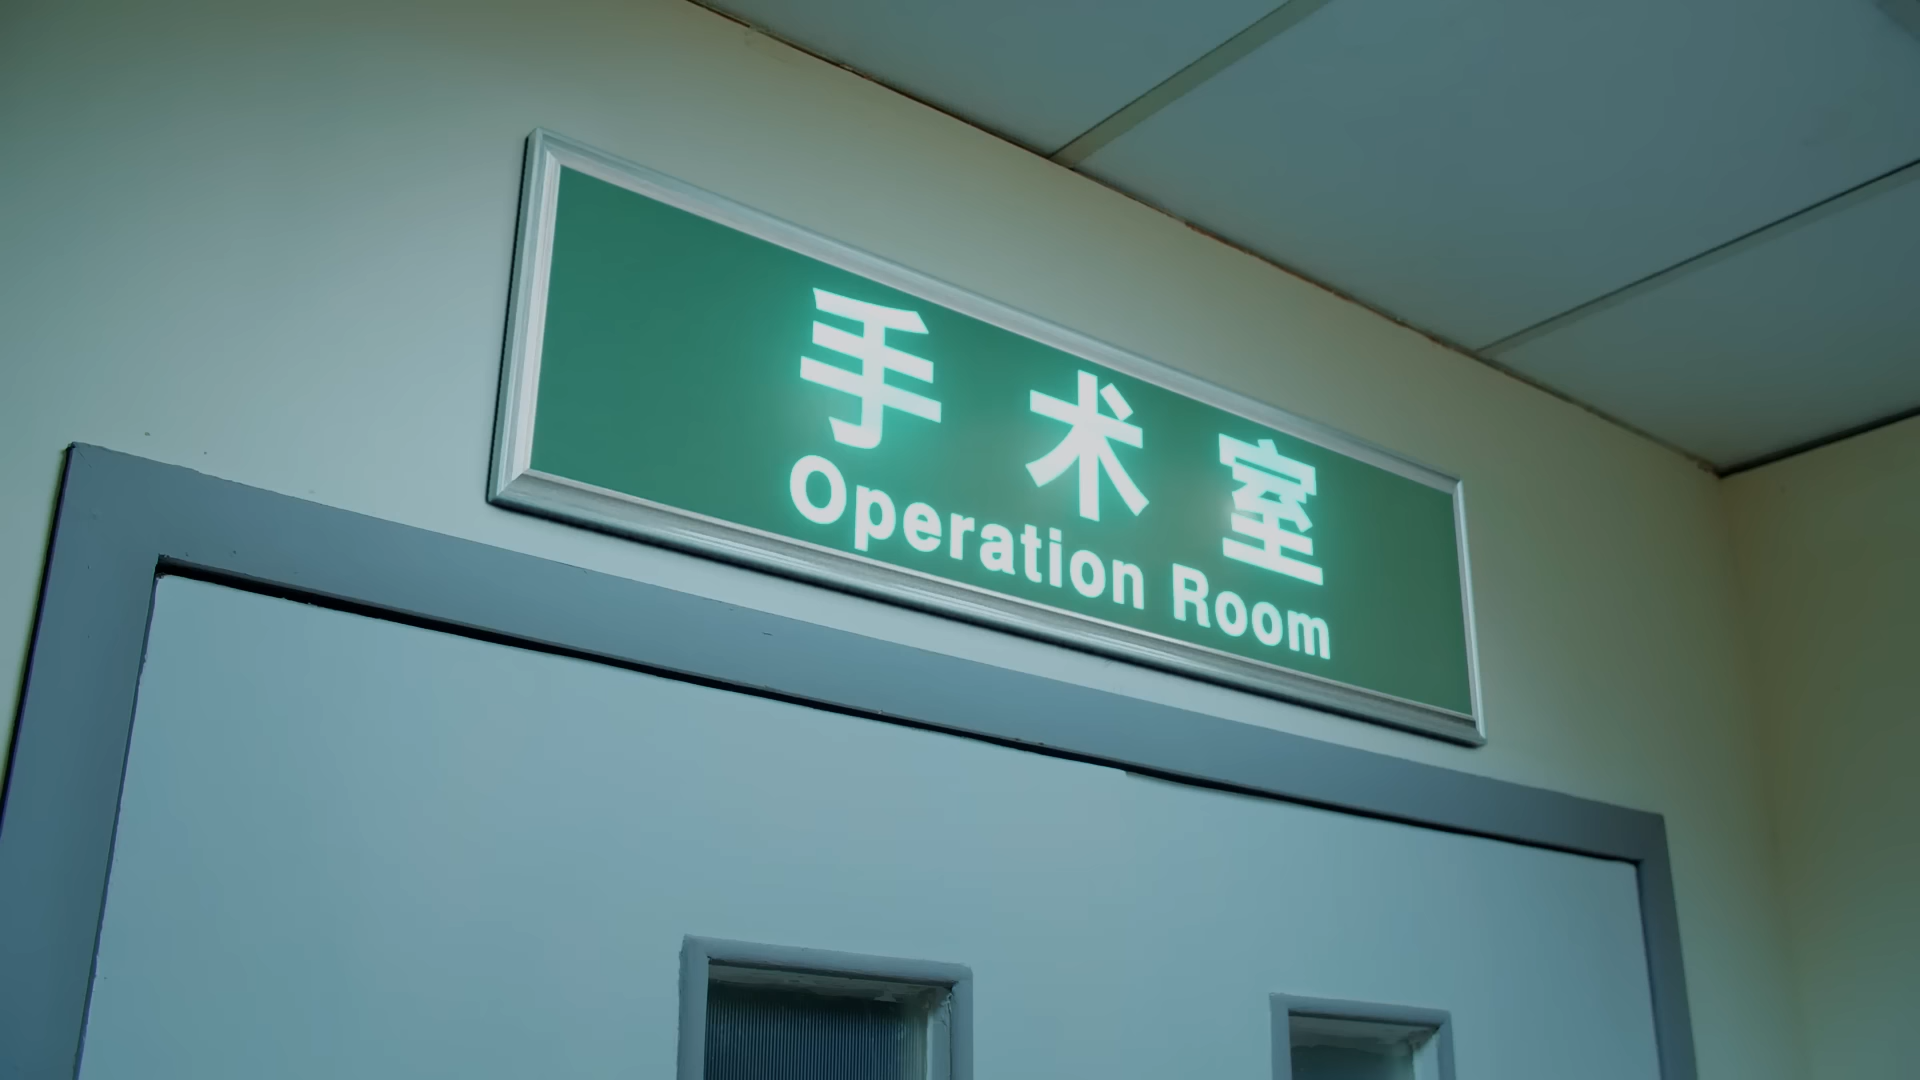 手术室
Operation Room